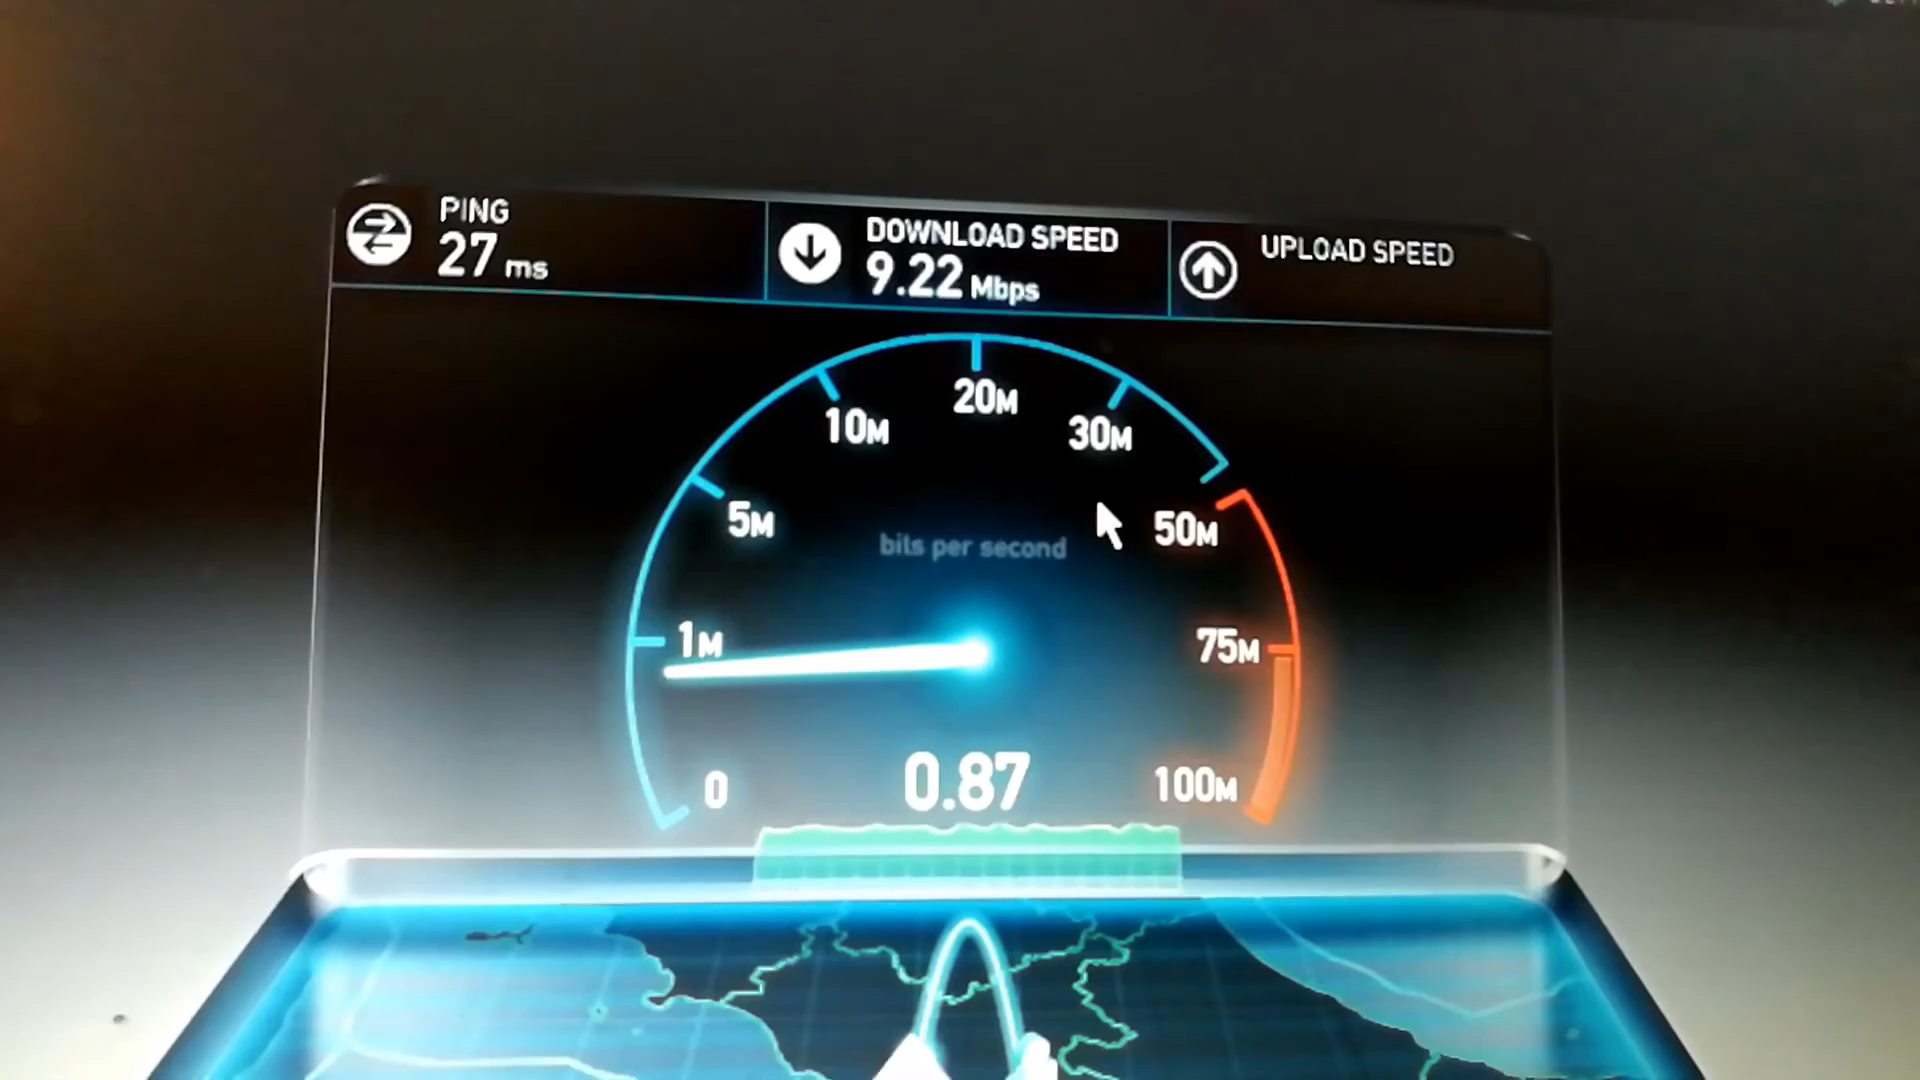 PING
27 ms
DOWNLOAD SPEED
9.22 Mbps
UPLOAD SPEED
20M
10M
30M
5M
50M
bits per second
1M
75M
0
0.87
100M